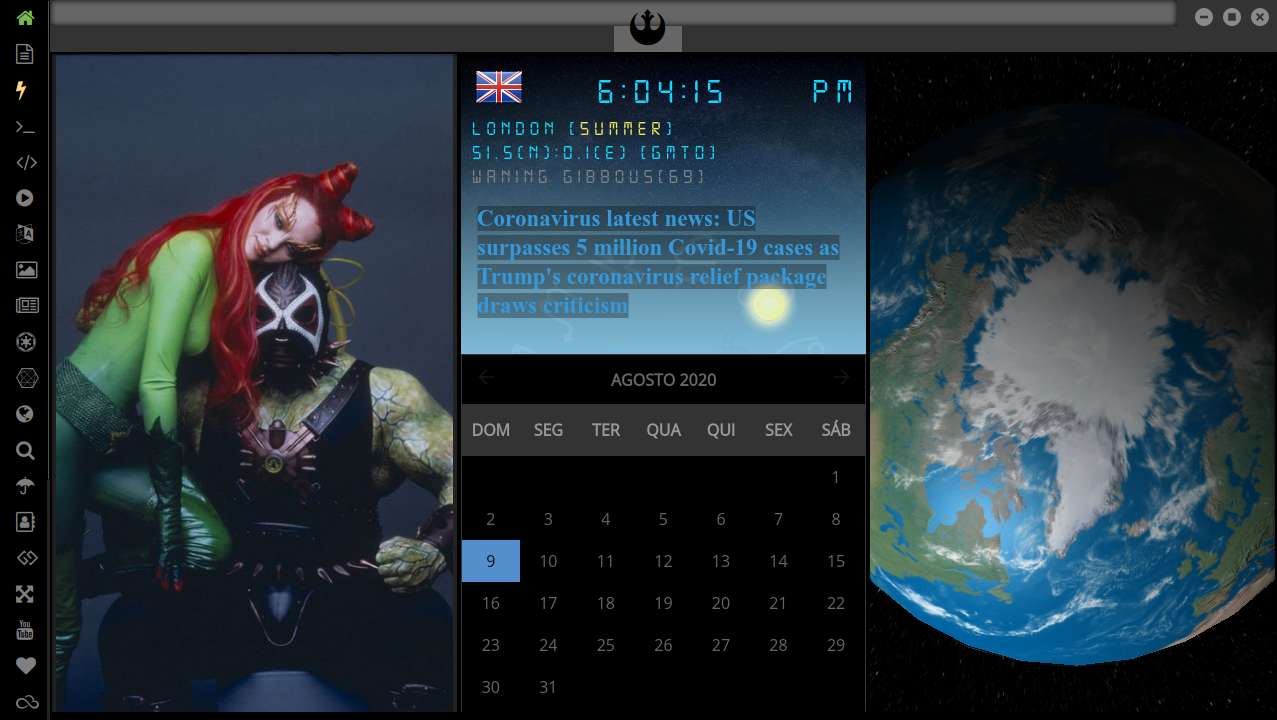 6:04:15 PM
LONDON (SUMMER)
51.5(N):0.1(E) (GMT0)
WANING GIBBOUS(69)
Coronavirus latest news: US
surpasses 5 million Covid-19 cases as
Trump's coronavirus relief package
draws criticism
AGOSTO 2020
DOM SEG TER QUA QUI SEX SÁB
1
2 3 4 5 6 7 8
9 10 11 12 13 14 15
16 17 18 19 20 21 22
23 24 25 26 27 28 29
30 31
You
Tube